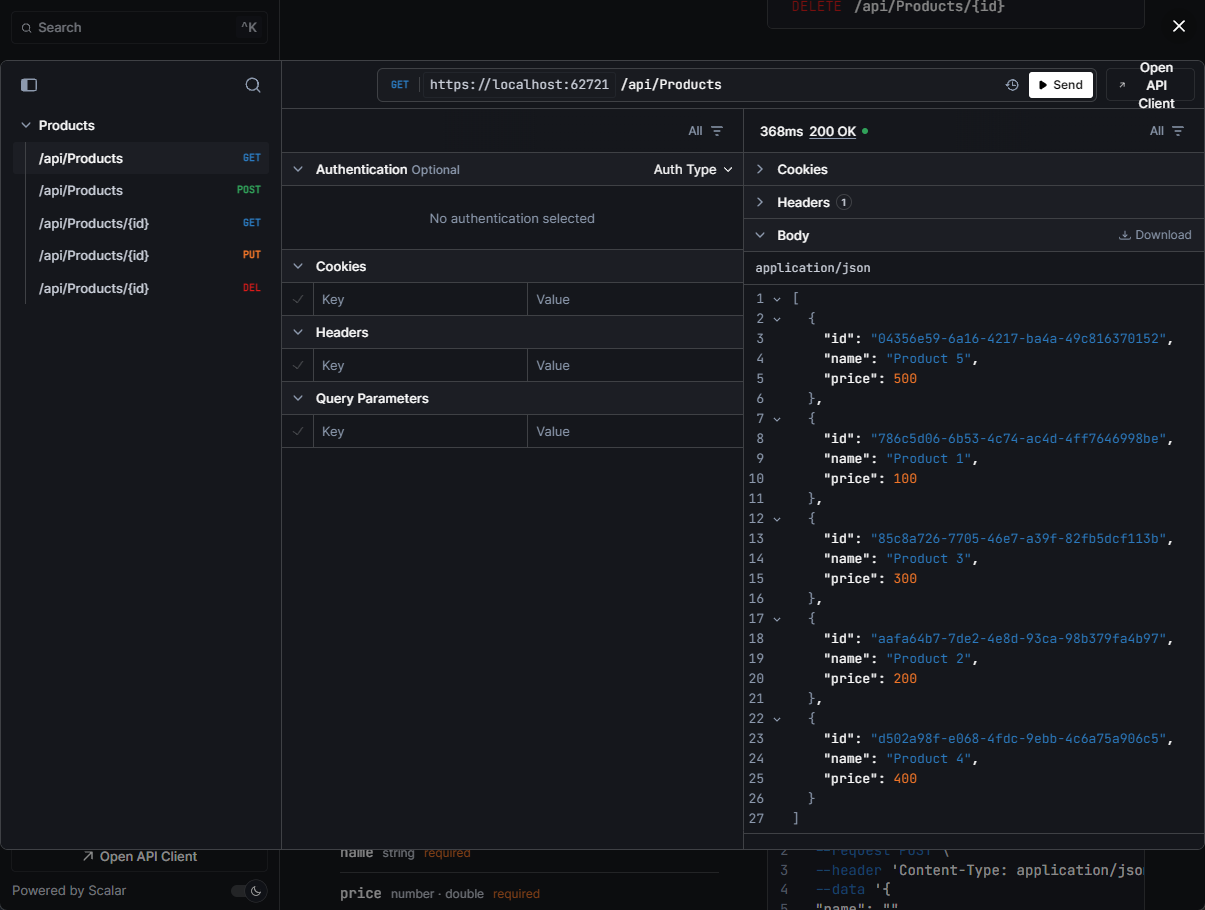 Search ^K
DELETE /api/Products/{id}
GET https://localhost:62721 /api/Products
Send
Open
API
Client
Products
/api/Products GET
/api/Products POST
/api/Products/{id} GET
/api/Products/{id} PUT
/api/Products/{id} DEL
All
Authentication Optional Auth Type
No authentication selected
Cookies
Key Value
Headers
Key Value
Query Parameters
Key Value
368ms 200 OK All
Cookies
Headers 1
Body Download
application/json
1 [
2 {
3 "id": "04356e59-6a16-4217-ba4a-49c816370152",
4 "name": "Product 5",
5 "price": 500
6 },
7 {
8 "id": "786c5d06-6b53-4c74-ac4d-4ff7646998be",
9 "name": "Product 1",
10 "price": 100
11 },
12 {
13 "id": "85c8a726-7705-46e7-a39f-82fb5dcf113b",
14 "name": "Product 3",
15 "price": 300
16 },
17 {
18 "id": "aafa64b7-7de2-4e8d-93ca-98b379fa4b97",
19 "name": "Product 2",
20 "price": 200
21 },
22 {
23 "id": "d502a98f-e068-4fdc-9ebb-4c6a75a906c5",
24 "name": "Product 4",
25 "price": 400
26 }
27 ]
Open API Client
Powered by Scalar
name string required
price number · double required
2 --request POST \
3 --header 'Content-Type: application/jso
4 --data '{
5 "name": ""